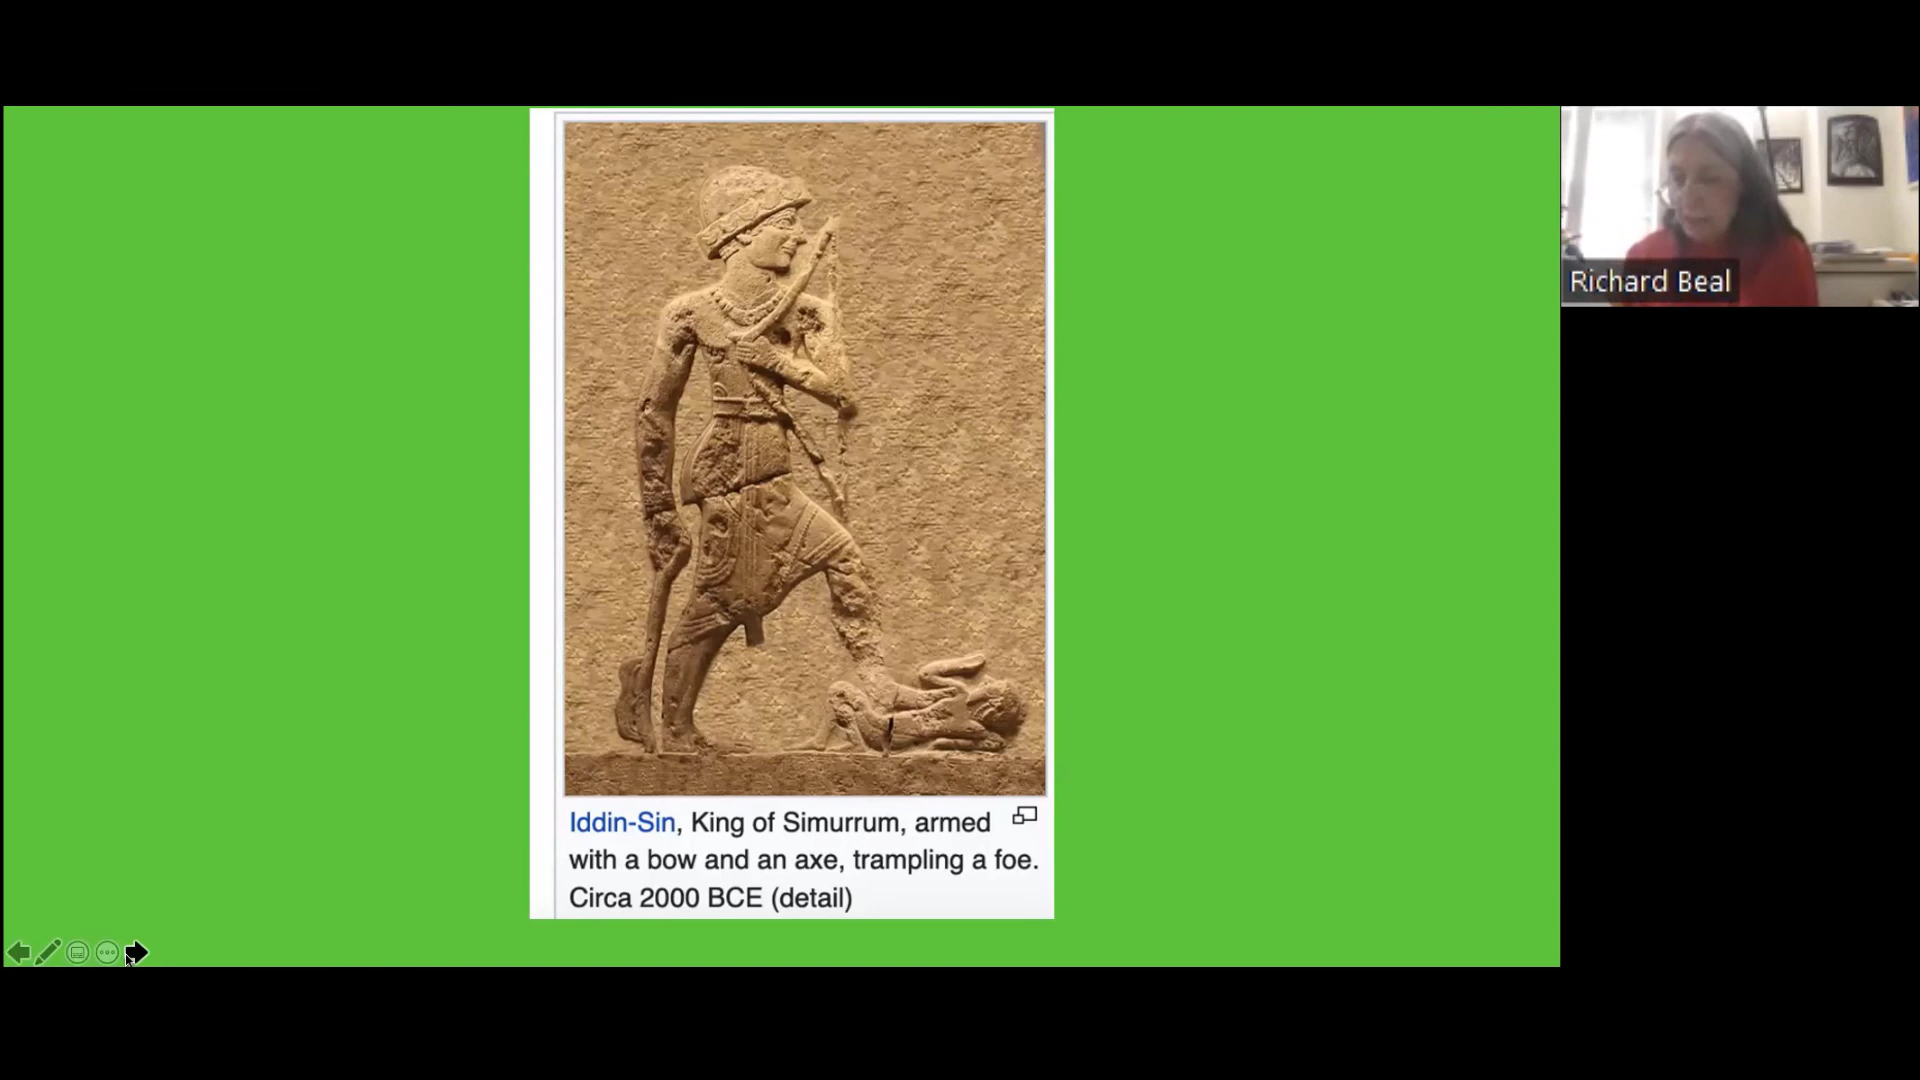 Iddin-Sin, King of Simurrum, armed
with a bow and an axe, trampling a foe.
Circa 2000 BCE (detail)
Richard Beal